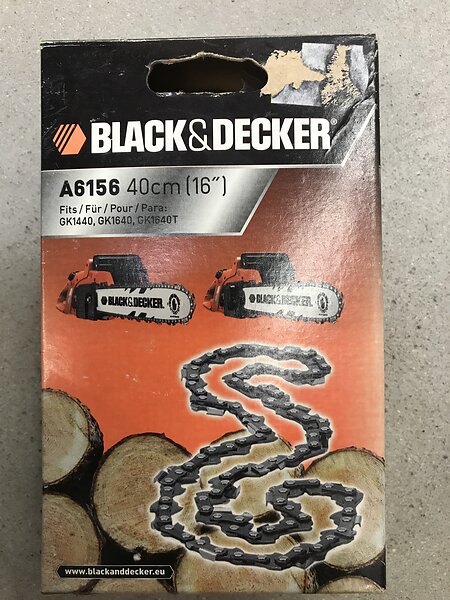 BLACK&DECKER
A6156 40cm (16″)
Fits / Für / Pour / Para:
GK1440, GK1640, GK1640T
BLACK&DECKER.
BLACK&DECKER.
www.blackanddecker.eu